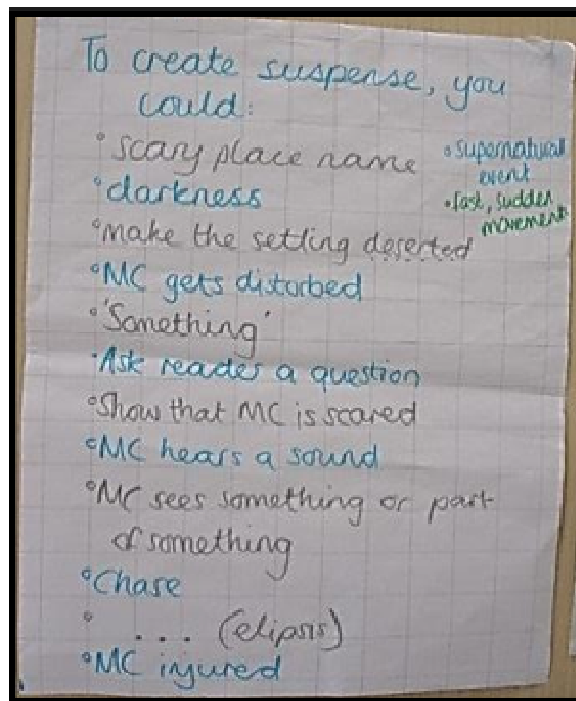 To create suspense, you
could:
° scary place name
° darkness
° make the setting deserted
° MC gets disturbed
° 'Something'
· Ask reader a question
° Show that MC is scared
° MC hears a sound
° MC sees something or part
of something
° Chase
° ... (elipsis)
° MC injured
° supernatural
event
• Fast, sudden
movement